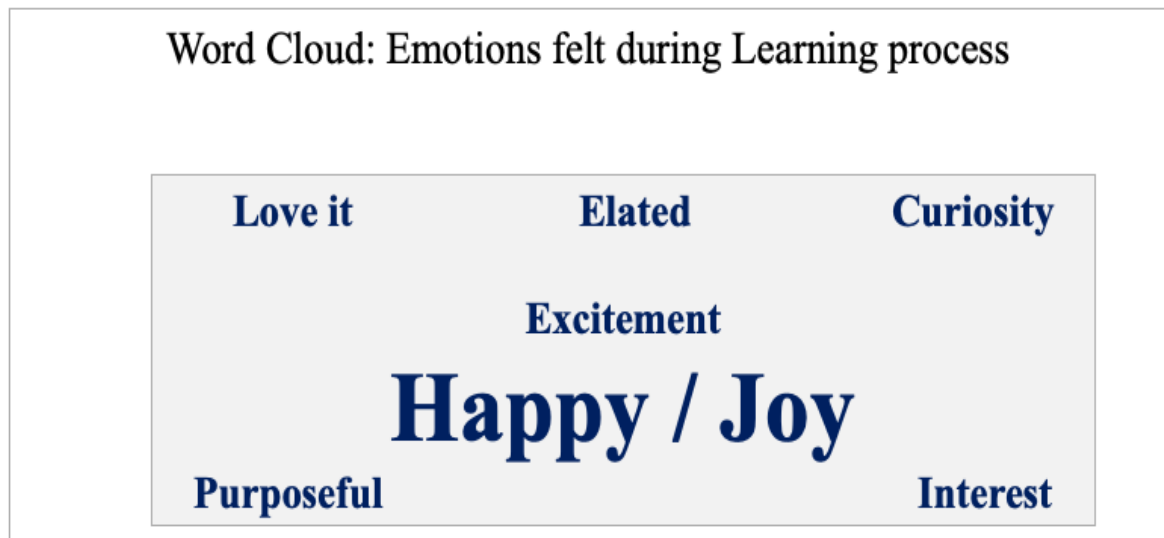 Word Cloud: Emotions felt during Learning process
Love it Elated Curiosity
Excitement
Happy / Joy
Purposeful Interest